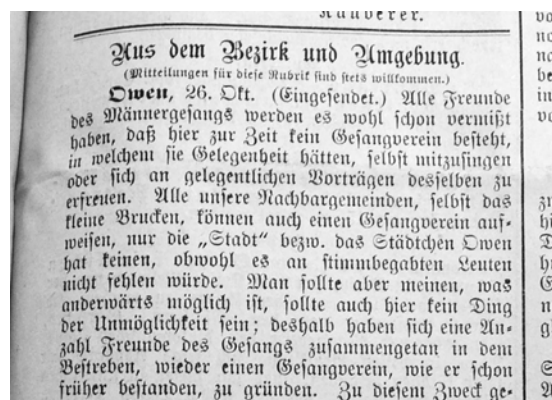 Rauberer.
Aus dem Bezirk und Umgebung.
(Mitteilungen für diese Rubrik sind stets willkommen.)
Owen, 26. Okt. (Eingesendet.) Alle Freunde
des Männergesangs werden es wohl schon vermißt
haben, daß hier zur Zeit kein Gesangverein besteht,
in welchem sie Gelegenheit hätten, selbst mitzusingen
oder sich an gelegentlichen Vorträgen desselben zu
erfreuen. Alle unsere Nachbargemeinden, selbst das
kleine Brucken, können auch einen Gesangverein auf-
weisen, nur die „Stadt“ bezw. das Städtchen Owen
hat keinen, obwohl es an stimmbegabten Leuten
nicht fehlen würde. Man sollte aber meinen, was
anderwärts möglich ist, sollte auch hier kein Ding
der Unmöglichkeit sein; deshalb haben sich eine An-
zahl Freunde des Gesangs zusammengetan in dem
Bestreben, wieder einen Gesangverein, wie er schon
früher bestanden, zu gründen. Zu diesem Zweck ge-